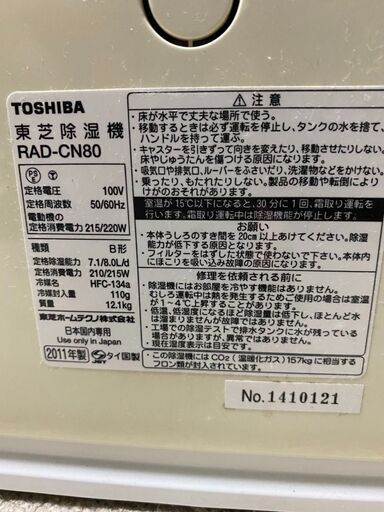 TOSHIBA
東芝除湿機
RAD-CN80
PS E
定格電圧 100V
定格周波数 50/60Hz
電動機の
定格消費電力 215/220W
種類 B形
定格除湿能力 7.1/8.0L/d
定格消費電力 210/215W
冷媒名 HFC-134a
冷媒封入量 110g
質量 12.1kg
東芝ホームテクノ株式会社
日本国内専用
Use only in Japan
2011年製 JET タイ国製
⚠注意
・床が水平で丈夫な場所で使う。
・移動するときは必ず運転を停止し、タンクの水を捨て、
ハンドルを持って運ぶ。
・キャスターを引きずって向きを変えたり、移動させたりしない。
床やじゅうたんを傷つける原因になります。
・吸気口や排気口、ルーバーをふさいだり、洗濯物などをかけない。
・乗ったり、もたれたりしない。製品の移動や転倒により
けがのおそれがあります。
室温が15℃以下になると、30分に1回、霜取り運転を
行います。霜取り運転中は除湿機能が停止します。
お願い
・本体うしろのすき間を20cm以上あけてください。除湿
能力が低下する原因になります。
・フィルターをはずした状態で使わないで下さい。本体内
にほこりを吸い込み故障の原因になります。
修理を依頼される前に
・除湿機にはお部屋を冷やす機能はありません。
むしろ運転中は熱を発生するために使用中に室温
が1～4℃上昇しますが異常ではありません。
・低温、低湿度になるほど除湿量は低下し、ほとんど水
は溜まりませんが故障ではありません。
・工場での除湿テストで排水タンクに水が残っている
場合がありますが、異常ではありません。
・現在湿度表示は目安です。
・この除湿機には CO₂（温暖化ガス）157kgに相当する
フロン類が封入されています。
No.1410121